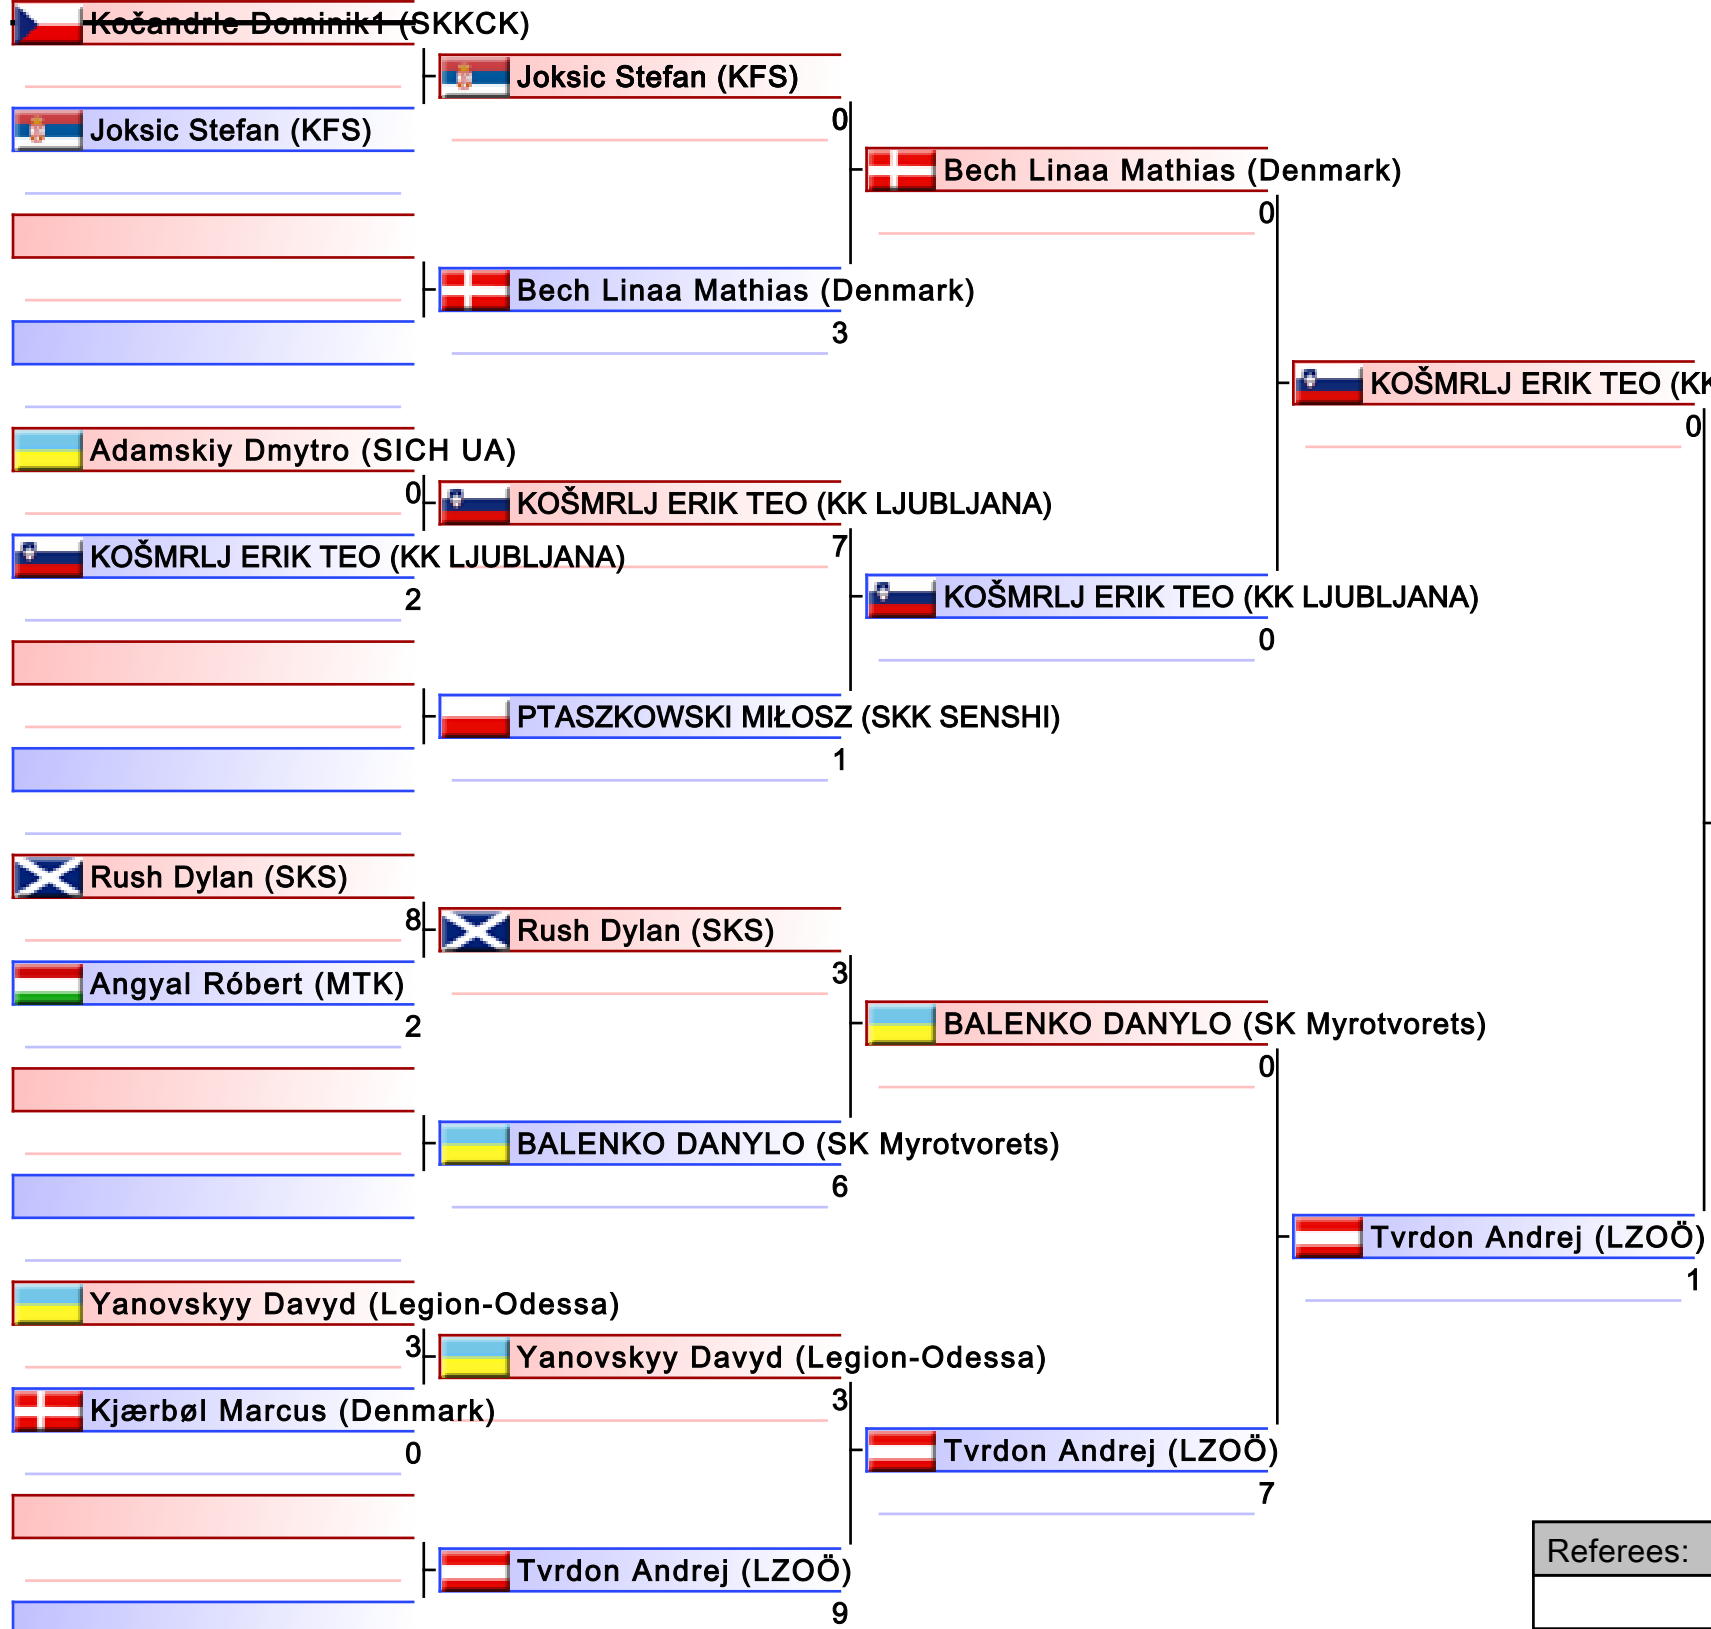 Kočandrle Dominik1 (SKKCK)
Joksic Stefan (KFS)
0
Joksic Stefan (KFS)
Bech Linaa Mathias (Denmark)
0
Bech Linaa Mathias (Denmark)
3
KOŠMRLJ ERIK TEO (KK
0
Adamskiy Dmytro (SICH UA)
0
KOŠMRLJ ERIK TEO (KK LJUBLJANA)
7
KOŠMRLJ ERIK TEO (KK LJUBLJANA)
2
KOŠMRLJ ERIK TEO (KK LJUBLJANA)
0
PTASZKOWSKI MIŁOSZ (SKK SENSHI)
1
Rush Dylan (SKS)
8
Rush Dylan (SKS)
3
Angyal Róbert (MTK)
2
BALENKO DANYLO (SK Myrotvorets)
0
BALENKO DANYLO (SK Myrotvorets)
6
Tvrdon Andrej (LZOÖ)
1
Yanovskyy Davyd (Legion-Odessa)
3
Yanovskyy Davyd (Legion-Odessa)
3
Kjærbøl Marcus (Denmark)
0
Tvrdon Andrej (LZOÖ)
7
Referees:
Tvrdon Andrej (LZOÖ)
9